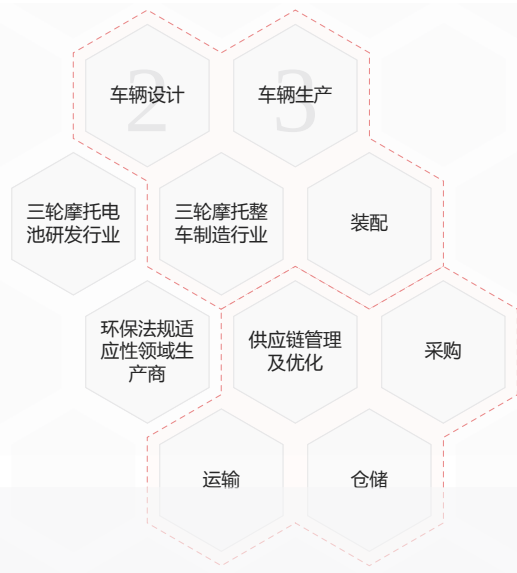 2
车辆设计
3
车辆生产
三轮摩托电
池研发行业
三轮摩托整
车制造行业
装配
环保法规适
应性领域生
产商
供应链管理
及优化
采购
运输
仓储